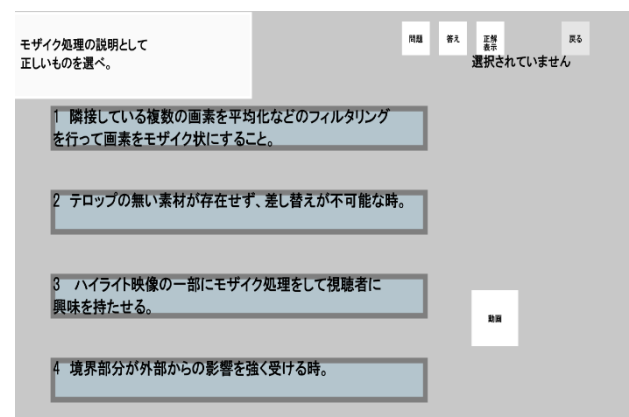 モザイク処理の説明として
正しいものを選べ。
問題
答え
正解
表示
戻る
選択されていません
1 隣接している複数の画素を平均化などのフィルタリング
を行って画素をモザイク状にすること。
2 テロップの無い素材が存在せず、差し替えが不可能な時。
3 ハイライト映像の一部にモザイク処理をして視聴者に
興味を持たせる。
動画
4 境界部分が外部からの影響を強く受ける時。